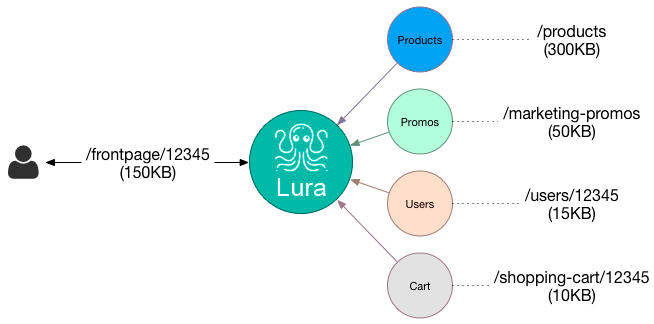 /frontpage/12345
(150KB)
Lura
Products
/products
(300KB)
Promos
/marketing-promos
(50KB)
Users
/users/12345
(15KB)
Cart
/shopping-cart/12345
(10KB)